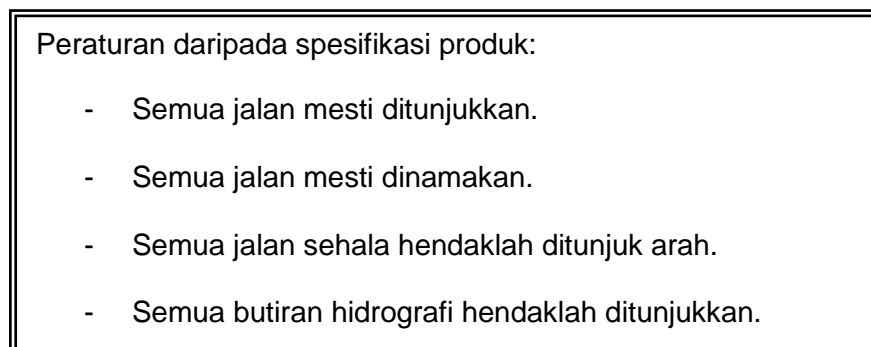 Peraturan daripada spesifikasi produk:
- Semua jalan mesti ditunjukkan.
- Semua jalan mesti dinamakan.
- Semua jalan sehala hendaklah ditunjuk arah.
- Semua butiran hidrografi hendaklah ditunjukkan.